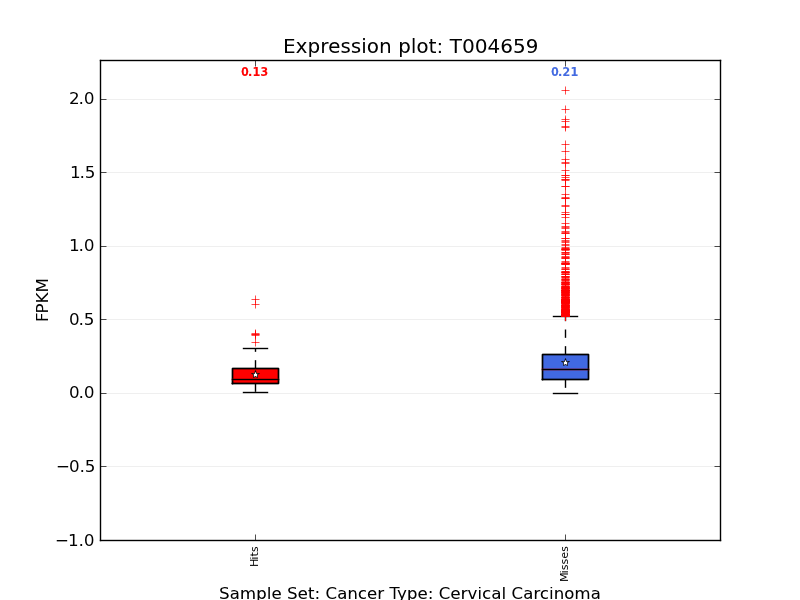 Expression plot: T004659
0.13 0.21
2.0
1.5
1.0
0.5
0.0
−0.5
−1.0
FPKM
Hits Misses
Sample Set: Cancer Type: Cervical Carcinoma